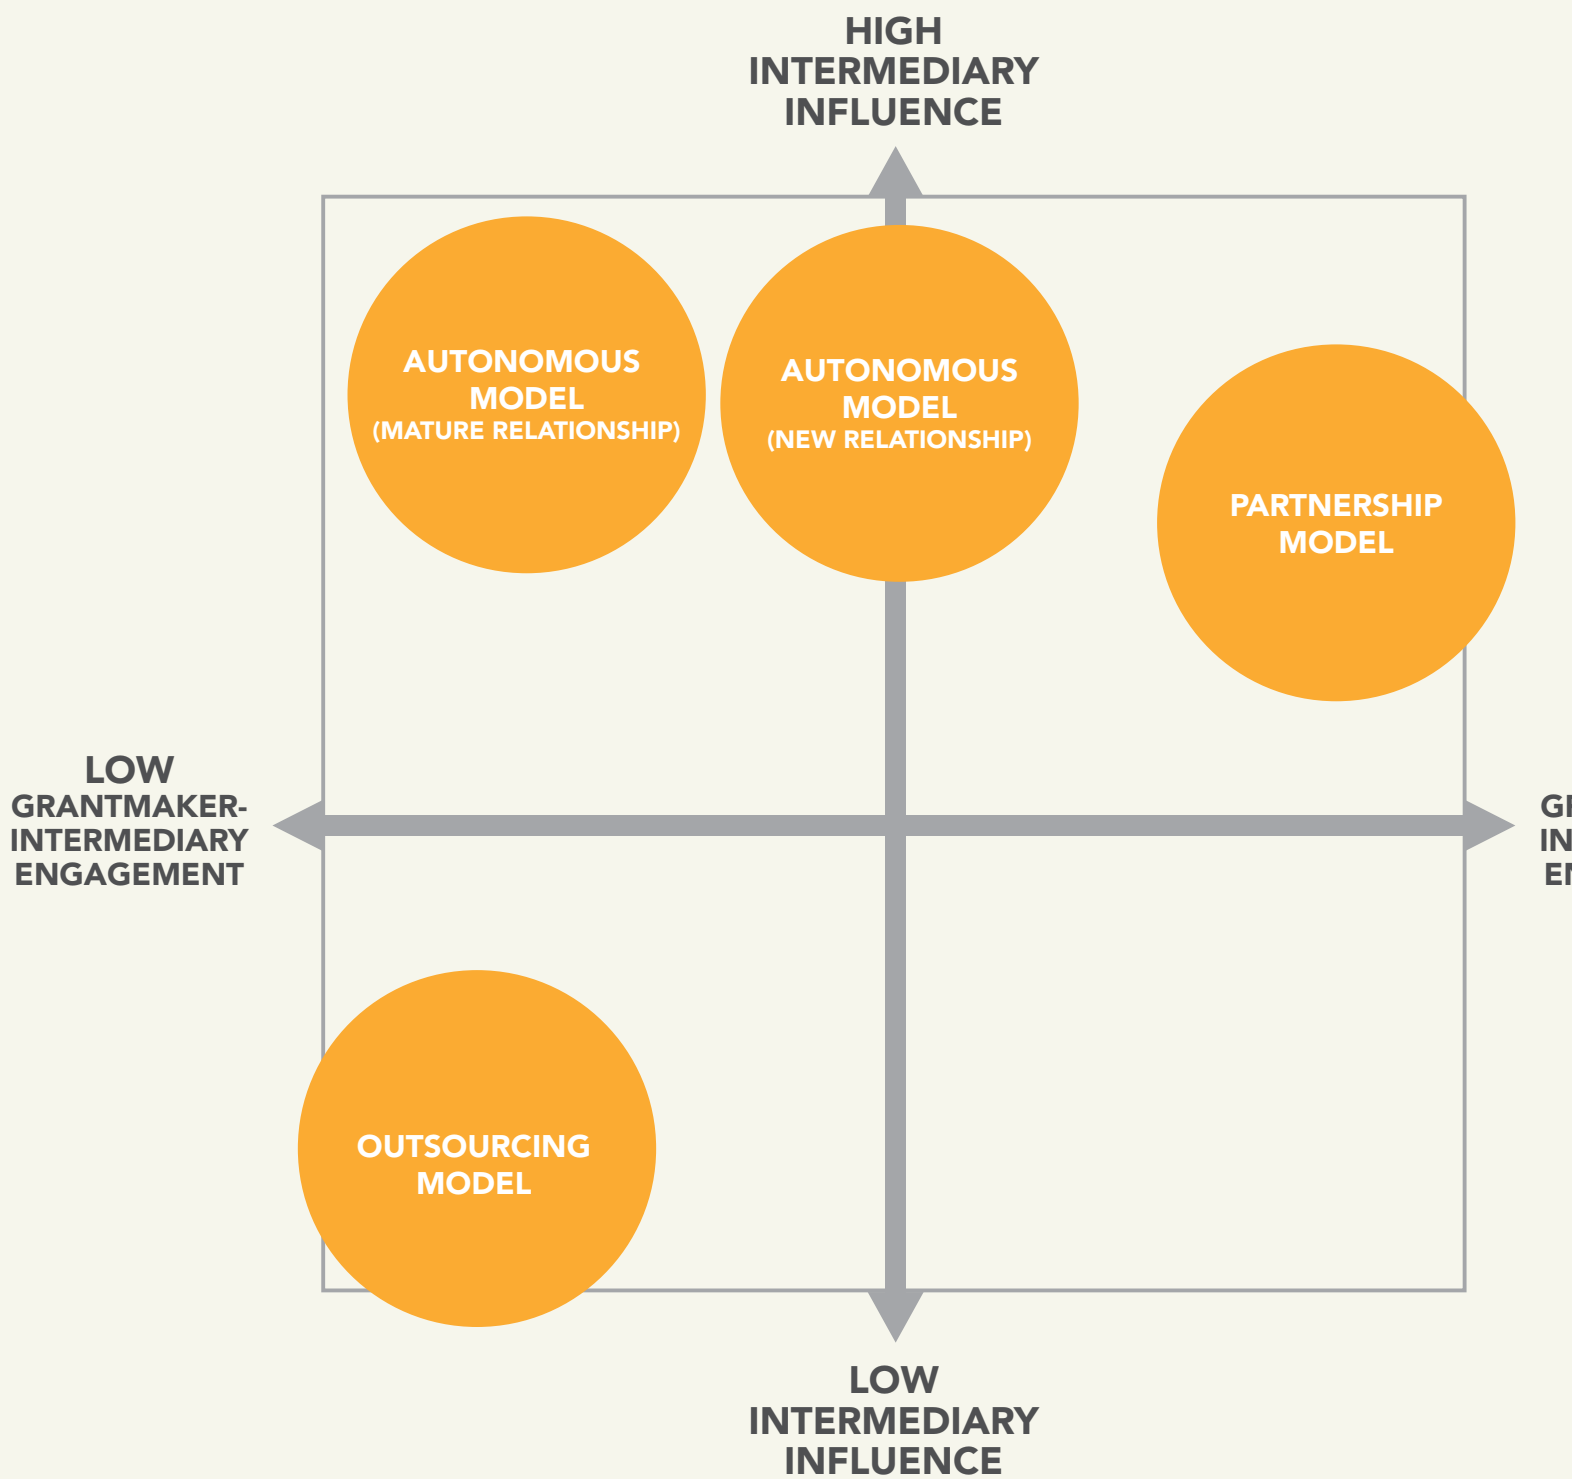 HIGH
INTERMEDIARY
INFLUENCE
AUTONOMOUS
MODEL
(MATURE RELATIONSHIP)
AUTONOMOUS
MODEL
(NEW RELATIONSHIP)
PARTNERSHIP
MODEL
LOW
GRANTMAKER-
INTERMEDIARY
ENGAGEMENT
OUTSOURCING
MODEL
LOW
INTERMEDIARY
INFLUENCE